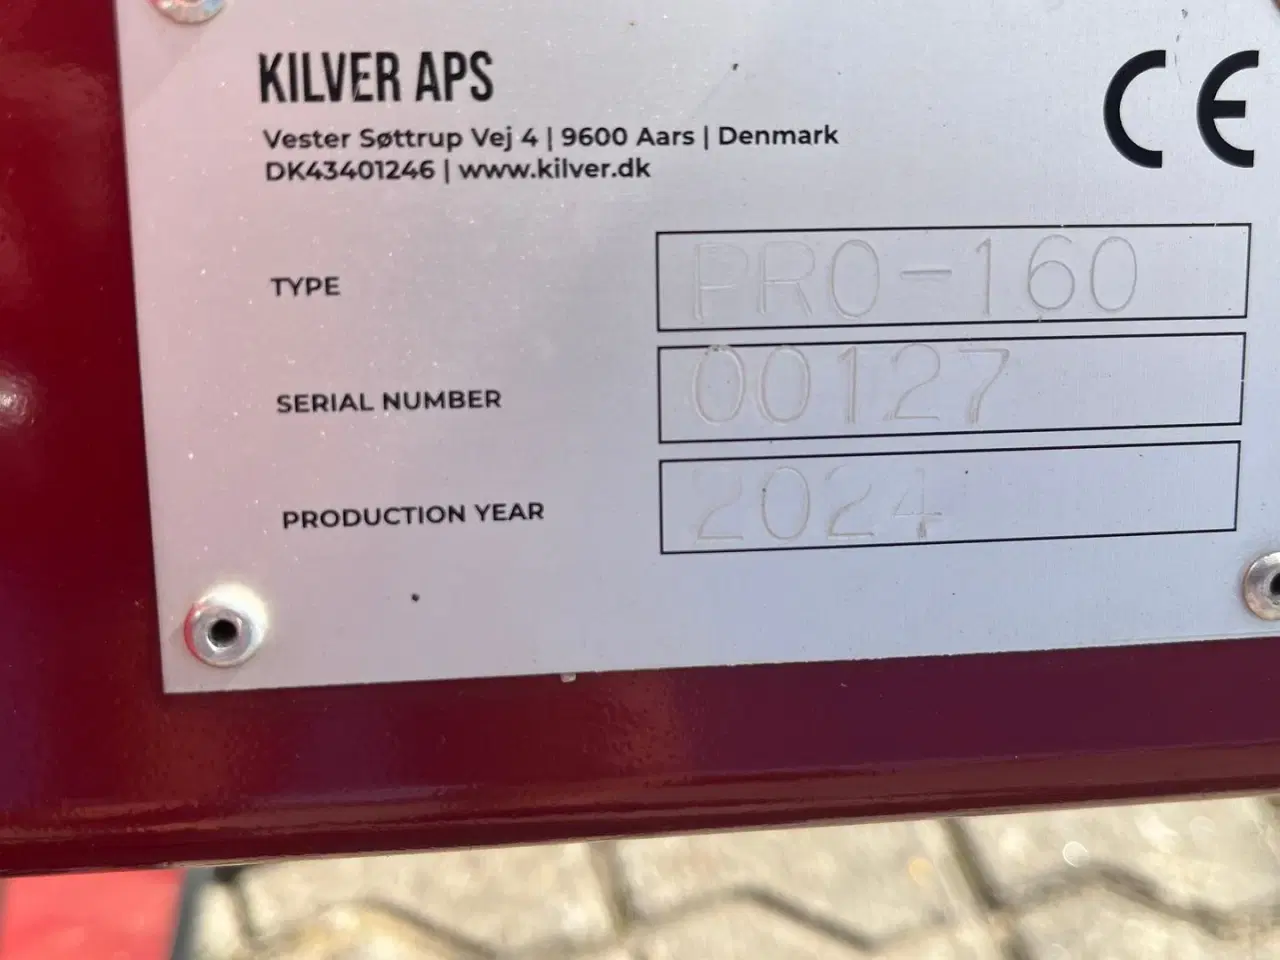 KILVER APS
Vester Søttrup Vej 4 | 9600 Aars | Denmark
DK43401246 | www.kilver.dk
CE
TYPE PRO-160
SERIAL NUMBER 00127
PRODUCTION YEAR 2024